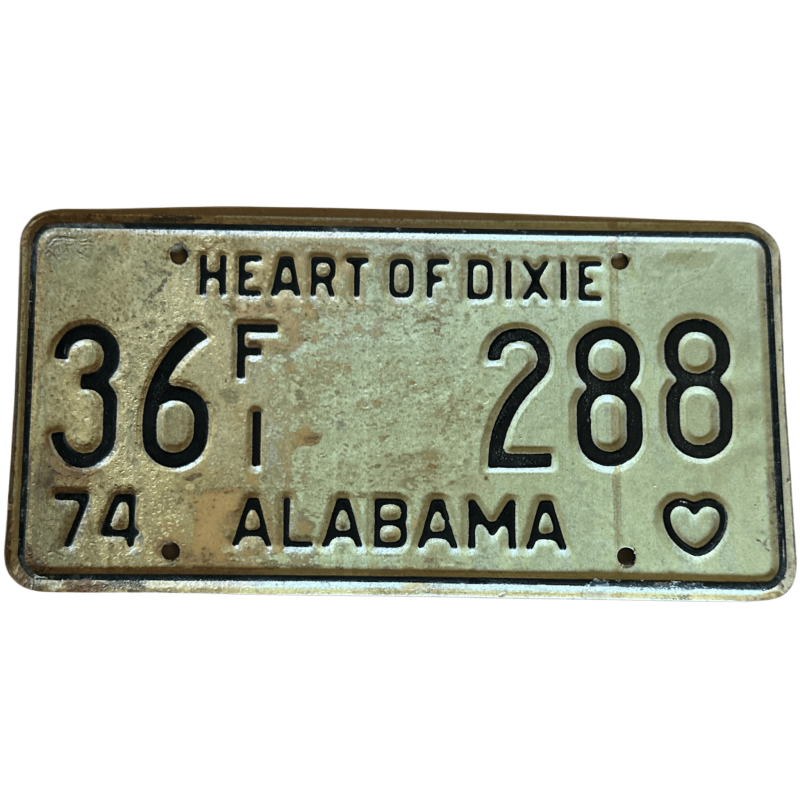 HEART OF DIXIE
36 F I 288
74 ALABAMA